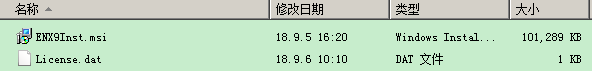 名称 修改日期 类型 大小
ENX9Inst.msi 18.9.5 16:20 Windows Instal... 101,289 KB
License.dat 18.9.6 10:10 DAT 文件 1 KB